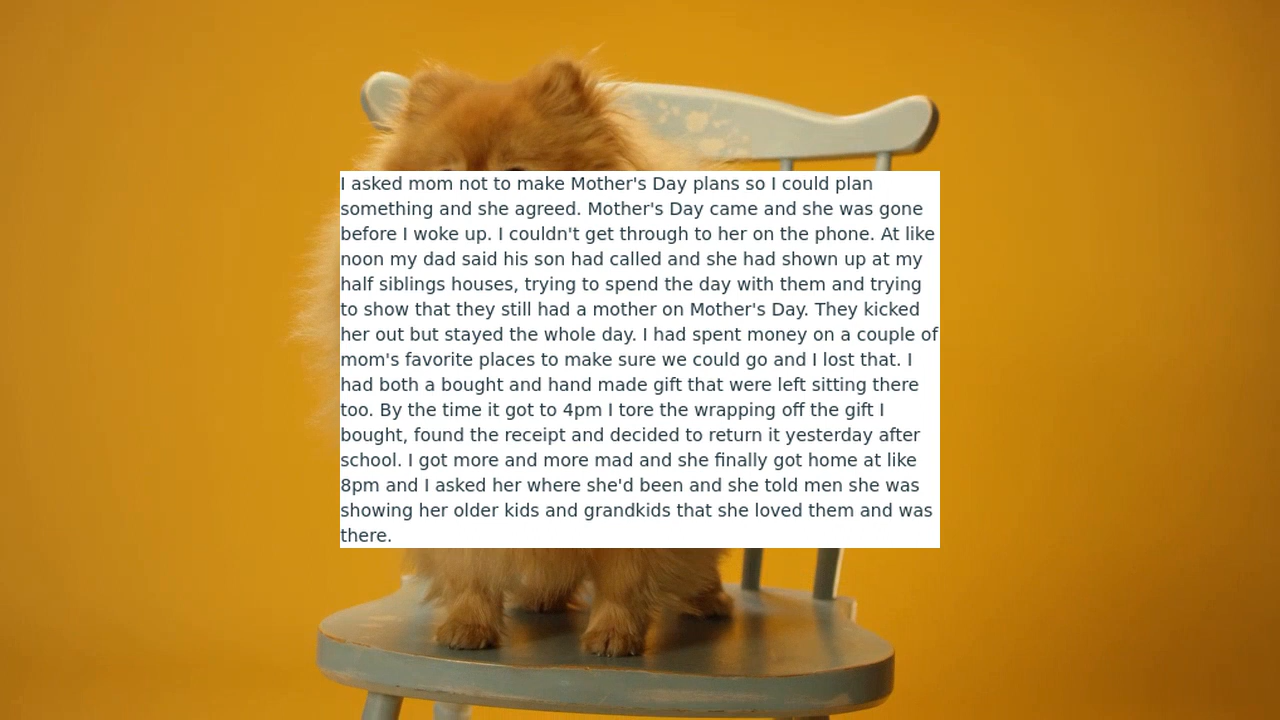 I asked mom not to make Mother's Day plans so I could plan
something and she agreed. Mother's Day came and she was gone
before I woke up. I couldn't get through to her on the phone. At like
noon my dad said his son had called and she had shown up at my
half siblings houses, trying to spend the day with them and trying
to show that they still had a mother on Mother's Day. They kicked
her out but stayed the whole day. I had spent money on a couple of
mom's favorite places to make sure we could go and I lost that. I
had both a bought and hand made gift that were left sitting there
too. By the time it got to 4pm I tore the wrapping off the gift I
bought, found the receipt and decided to return it yesterday after
school. I got more and more mad and she finally got home at like
8pm and I asked her where she'd been and she told men she was
showing her older kids and grandkids that she loved them and was
there.